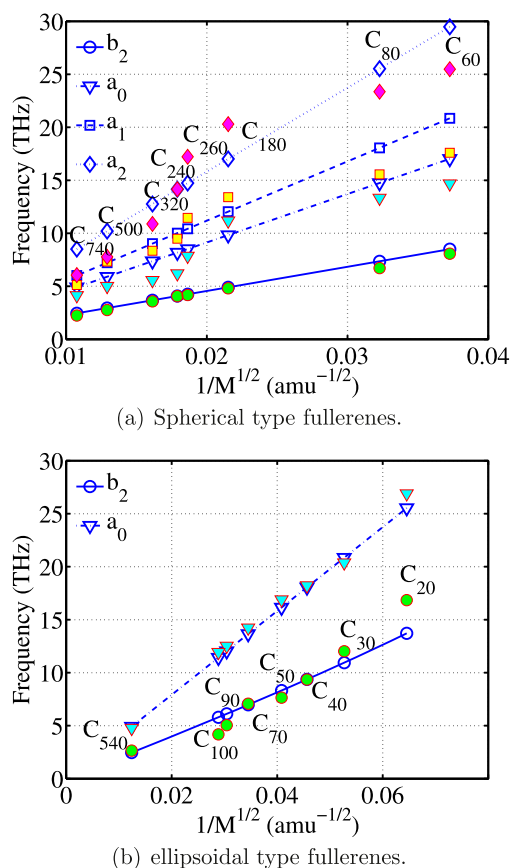 30
25
20
15
10
5
0
Frequency (THz)
b₂
a₀
a₁
a₂
C₈₀
C₆₀
C₂₆₀
C₁₈₀
C₂₄₀
C₃₂₀
C₅₀₀
C₇₄₀
0.01 0.02 0.03 0.04
1/M^1/2 (amu^−1/2)
(a) Spherical type fullerenes.
30
25
20
15
10
5
0
Frequency (THz)
b₂
a₀
C₂₀
C₃₀
C₅₀
C₄₀
C₉₀
C₇₀
C₅₄₀
C₁₀₀
0 0.02 0.04 0.06
1/M^1/2 (amu^−1/2)
(b) ellipsoidal type fullerenes.